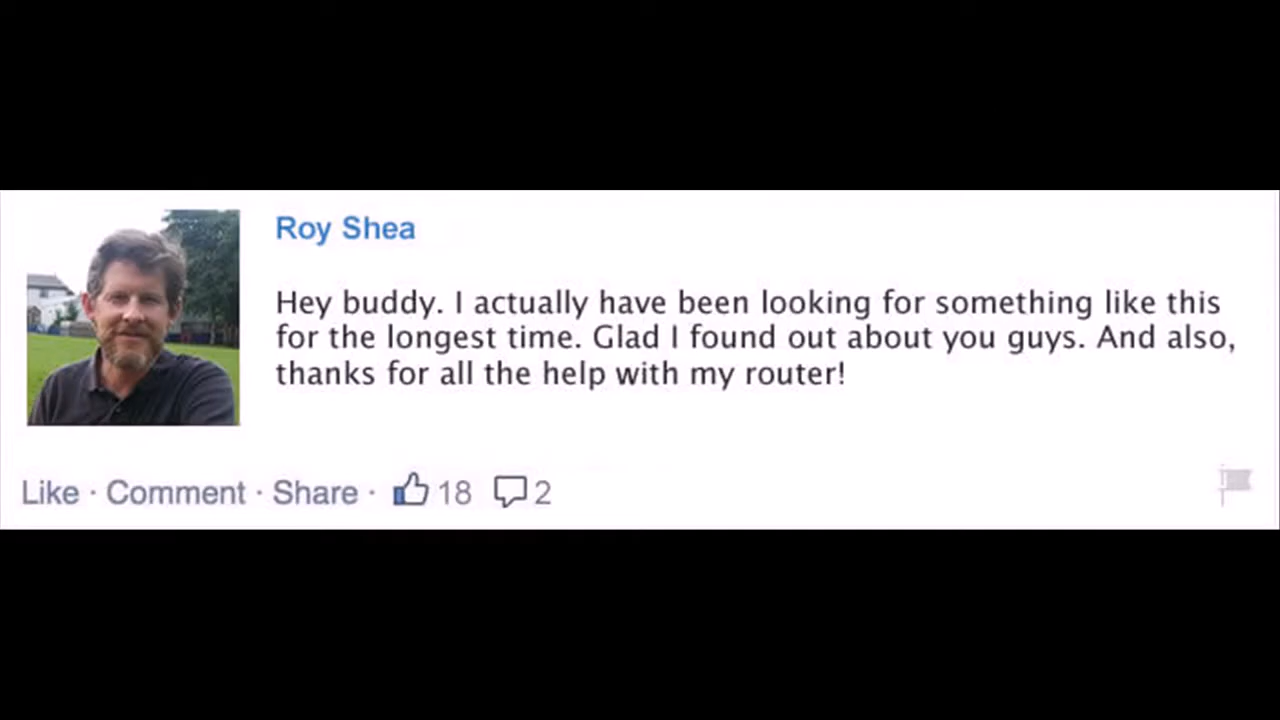 Roy Shea
Hey buddy. I actually have been looking for something like this
for the longest time. Glad I found out about you guys. And also,
thanks for all the help with my router!
Like · Comment · Share · 18 2